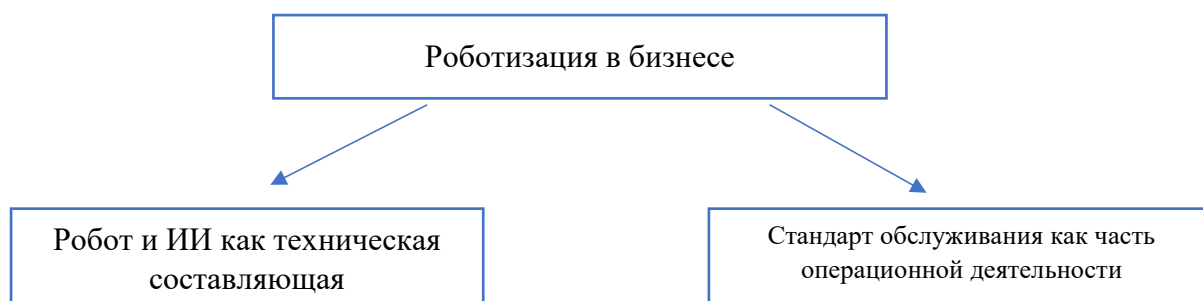 Роботизация в бизнесе
Робот и ИИ как техническая
составляющая
Стандарт обслуживания как часть
операционной деятельности